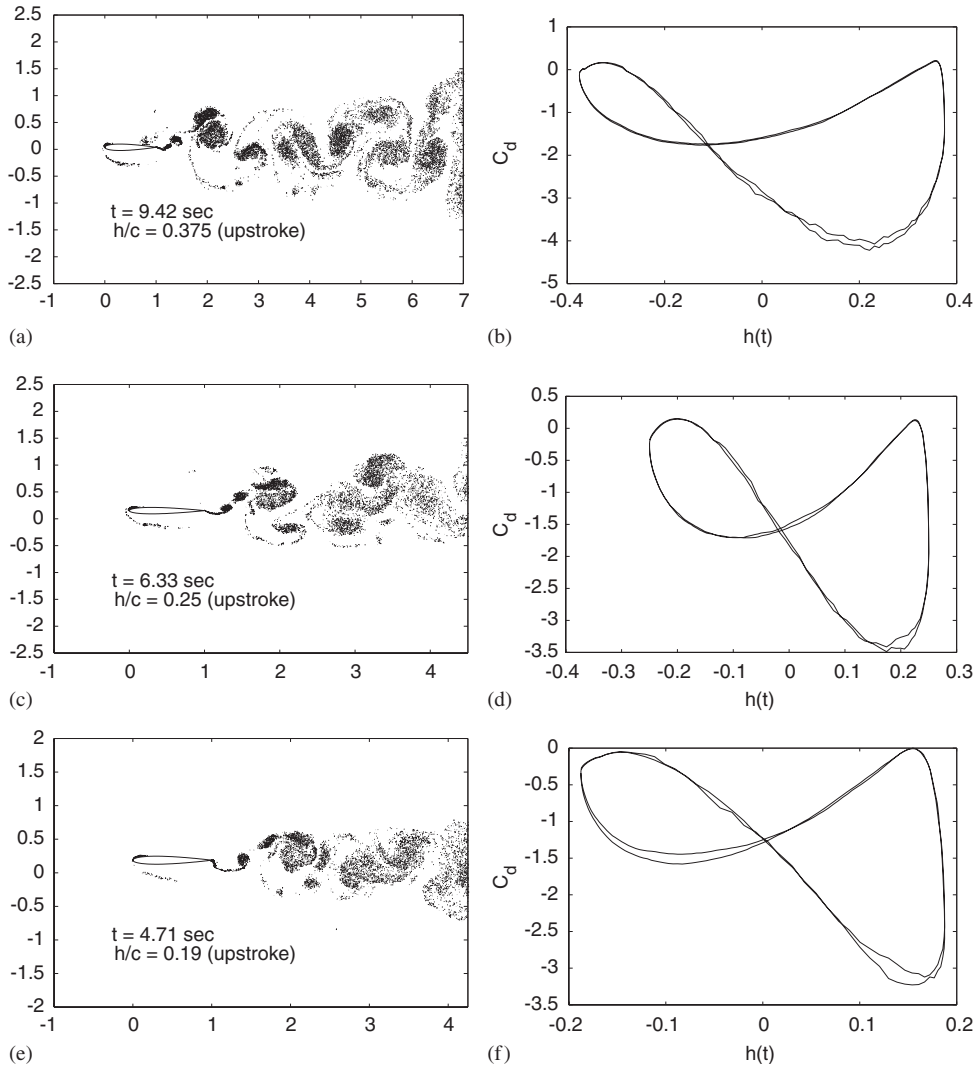 2.5
2
1.5
1
0.5
0
-0.5
-1
-1.5
-2
-2.5
t = 9.42 sec
h/c = 0.375 (upstroke)
-1 0 1 2 3 4 5 6 7
(a)
1
0
-1
-2
-3
-4
-5
C_d
-0.4 -0.2 0 0.2 0.4
h(t)
(b)
2.5
2
1.5
1
0.5
0
-0.5
-1
-1.5
-2
-2.5
t = 6.33 sec
h/c = 0.25 (upstroke)
-1 0 1 2 3 4
(c)
0.5
0
-0.5
-1
-1.5
-2
-2.5
-3
-3.5
C_d
-0.4 -0.3 -0.2 -0.1 0 0.1 0.2 0.3
h(t)
(d)
2
1.5
1
0.5
0
-0.5
-1
-1.5
-2
t = 4.71 sec
h/c = 0.19 (upstroke)
-1 0 1 2 3 4
(e)
0
-0.5
-1
-1.5
-2
-2.5
-3
-3.5
C_d
-0.2 -0.1 0 0.1 0.2
h(t)
(f)